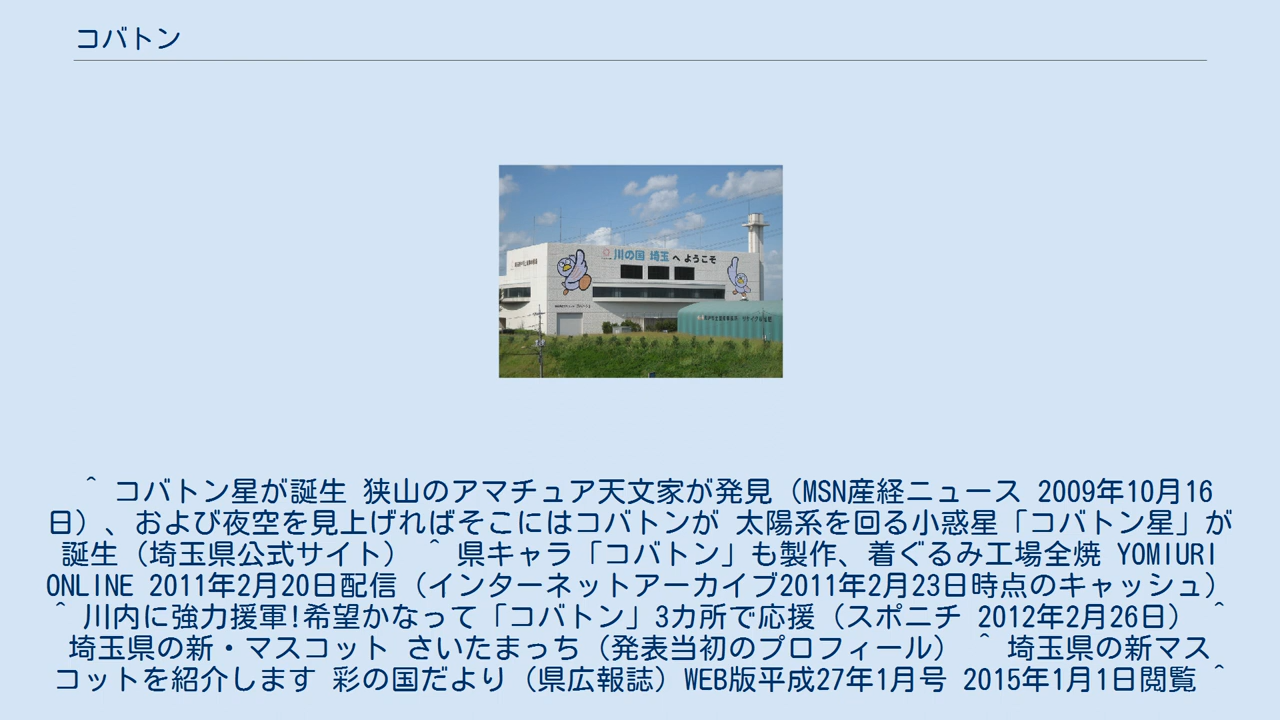 コバトン
川の国 埼玉 へ ようこそ
^ コバトン星が誕生 狭山のアマチュア天文家が発見（MSN産経ニュース 2009年10月16
日）、および夜空を見上げればそこにはコバトンが 太陽系を回る小惑星「コバトン星」が
誕生（埼玉県公式サイト） ^ 県キャラ「コバトン」も製作、着ぐるみ工場全焼 YOMIURI
ONLINE 2011年2月20日配信（インターネットアーカイブ2011年2月23日時点のキャッシュ）
^ 川内に強力援軍!希望かなって「コバトン」3カ所で応援（スポニチ 2012年2月26日） ^
埼玉県の新・マスコット さいたまっち（発表当初のプロフィール） ^ 埼玉県の新マス
コットを紹介します 彩の国だより（県広報誌）WEB版平成27年1月号 2015年1月1日閲覧 ^